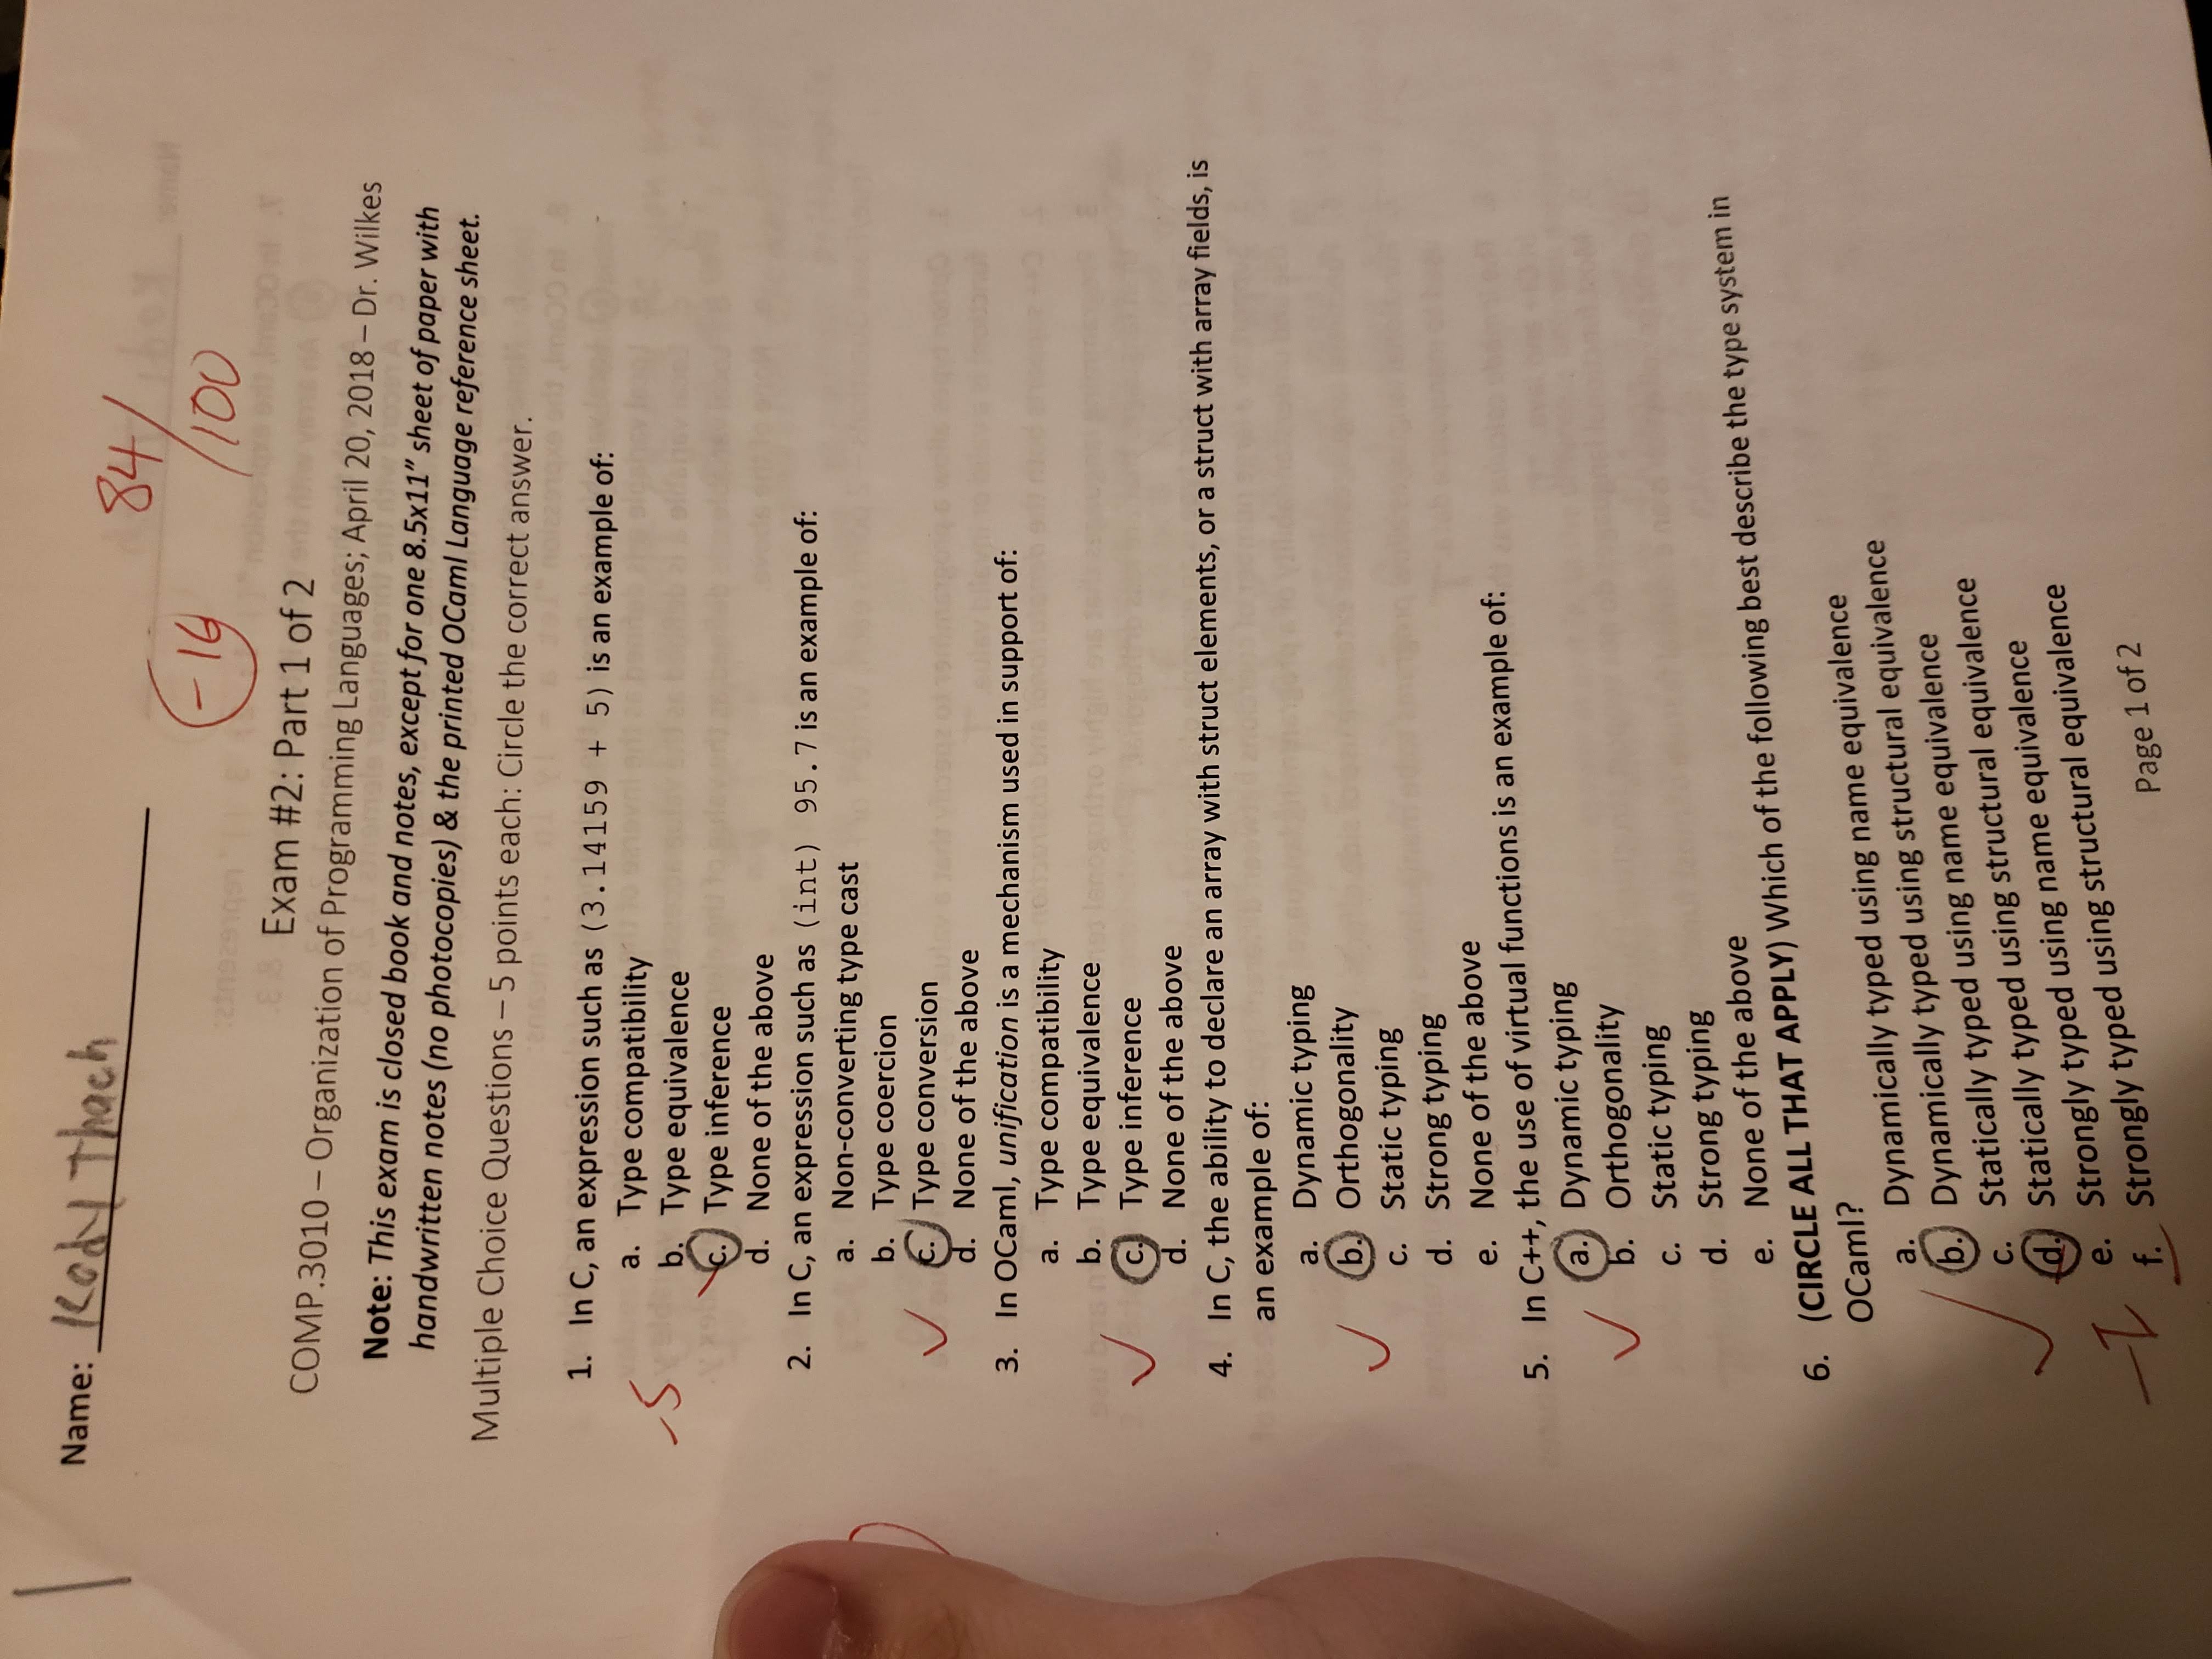 Name: Kody Thach
84/
/100
-16
Exam #2: Part 1 of 2
COMP.3010 – Organization of Programming Languages; April 20, 2018 – Dr. Wilkes
Note: This exam is closed book and notes, except for one 8.5x11” sheet of paper with
handwritten notes (no photocopies) & the printed OCaml Language reference sheet.
Multiple Choice Questions – 5 points each: Circle the correct answer.
1. In C, an expression such as (3.14159 + 5) is an example of:
a. Type compatibility
-5
b. Type equivalence
c. Type inference
d. None of the above
2. In C, an expression such as (int) 95.7 is an example of:
a. Non-converting type cast
b. Type coercion
c. Type conversion
d. None of the above
3. In OCaml, unification is a mechanism used in support of:
a. Type compatibility
b. Type equivalence
c. Type inference
d. None of the above
4. In C, the ability to declare an array with struct elements, or a struct with array fields, is
an example of:
a. Dynamic typing
b. Orthogonality
c. Static typing
d. Strong typing
e. None of the above
5. In C++, the use of virtual functions is an example of:
a. Dynamic typing
b. Orthogonality
c. Static typing
d. Strong typing
e. None of the above
6. (CIRCLE ALL THAT APPLY) Which of the following best describe the type system in
OCaml?
a. Dynamically typed using name equivalence
b. Dynamically typed using structural equivalence
c. Statically typed using name equivalence
d. Statically typed using structural equivalence
e. Strongly typed using name equivalence
f. Strongly typed using structural equivalence
Page 1 of 2